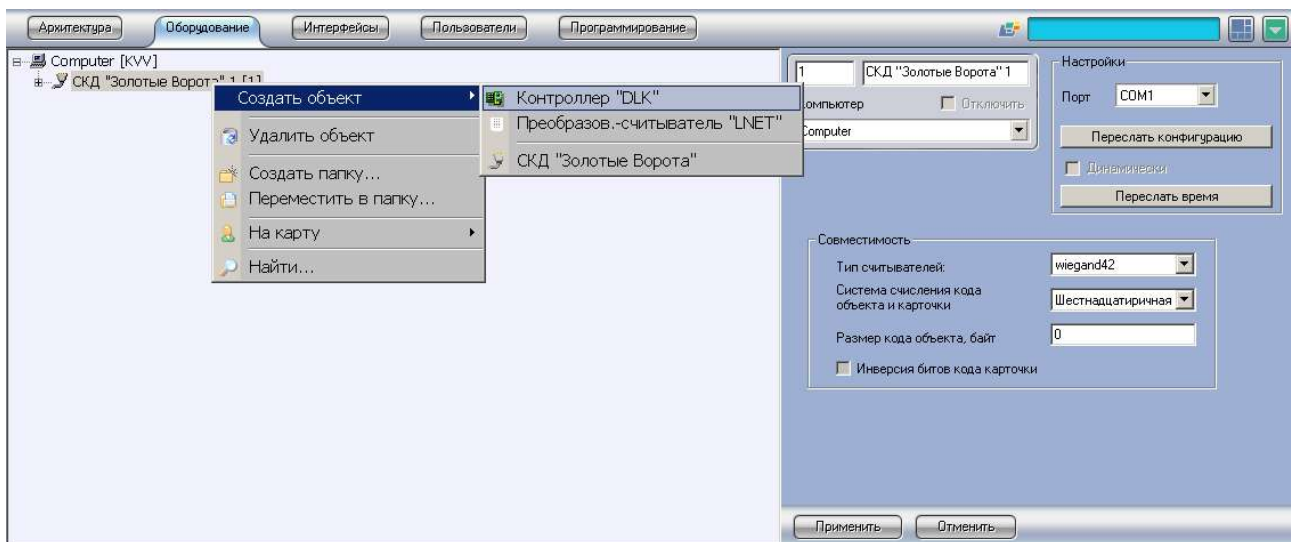 Архитектура Оборудование Интерфейсы Пользователи Программирование
Computer [KVV]
СКД "Золотые Ворота" 1 [1]
Создать объект
Удалить объект
Создать папку...
Переместить в папку...
На карту
Найти...
Контроллер "DLK"
Преобразов.-считыватель "LNET"
СКД "Золотые Ворота"
1 СКД "Золотые Ворота" 1
Отключить
Computer
Настройки
Порт COM1
Переслать конфигурацию
Динамически
Переслать время
Совместимость
Тип считывателей: wiegand42
Система счисления кода
объекта и карточки Шестнадцатиричная
Размер кода объекта, байт 0
Инверсия битов кода карточки
Применить Отменить